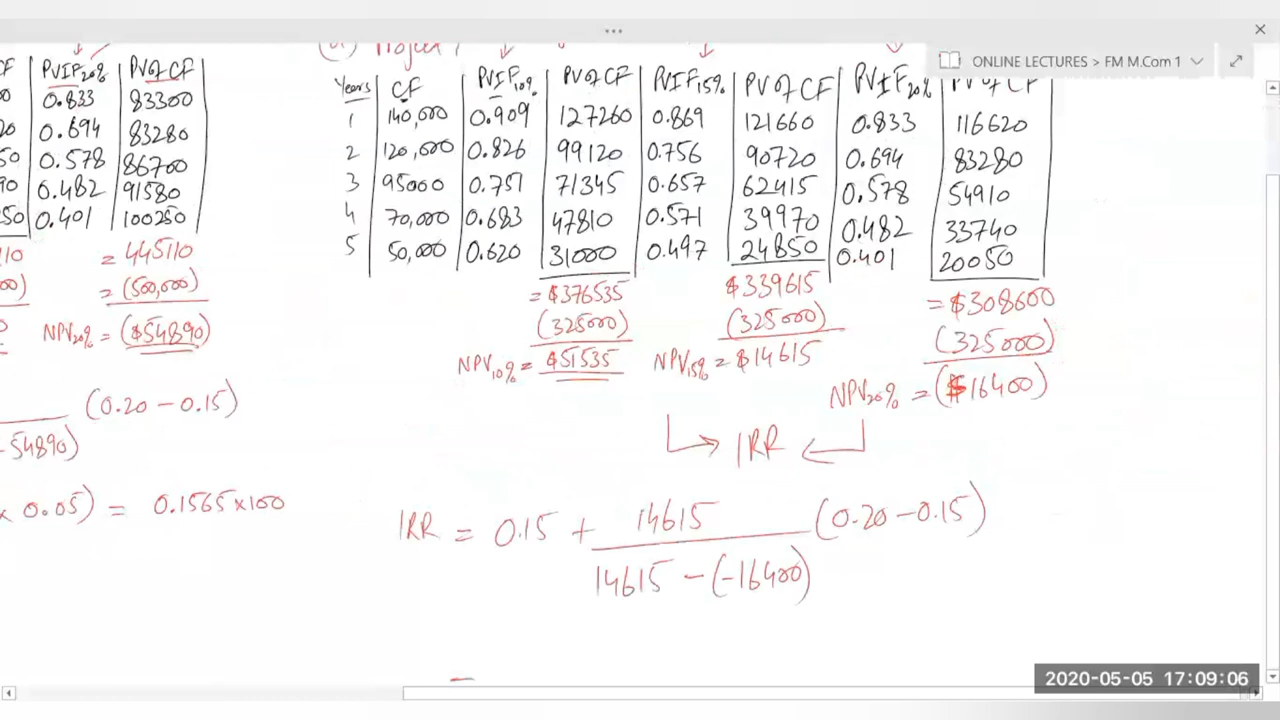 ONLINE LECTURES > FM M.Com 1
CF PVIF20% PV of CF
0.833 83300
0.694 83280
0.578 86700
0.482 91580
0.401 100250
= 445110
= (500,000)
NPV20% = ($54890)
(0.20 - 0.15)
54890)
x 0.05) = 0.1565x100
Years CF PVIF10% PV of CF PVIF15% PV of CF PVIF20% PV of CF
1 140,000 0.909 127260 0.869 121660 0.833 116620
2 120,000 0.826 99120 0.756 90720 0.694 83280
3 95000 0.751 71345 0.657 62415 0.578 54910
4 70,000 0.683 47810 0.571 39970 0.482 33740
5 50,000 0.620 31000 0.497 24850 0.401 20050
= $376535 $339615 = $308600
(325000) (325000) (325000)
NPV10% = $51535 NPV15% = $14615 NPV20% = ($16400)
IRR
IRR = 0.15 + 14615 (0.20 - 0.15)
14615 - (-16400)
2020-05-05 17:09:06